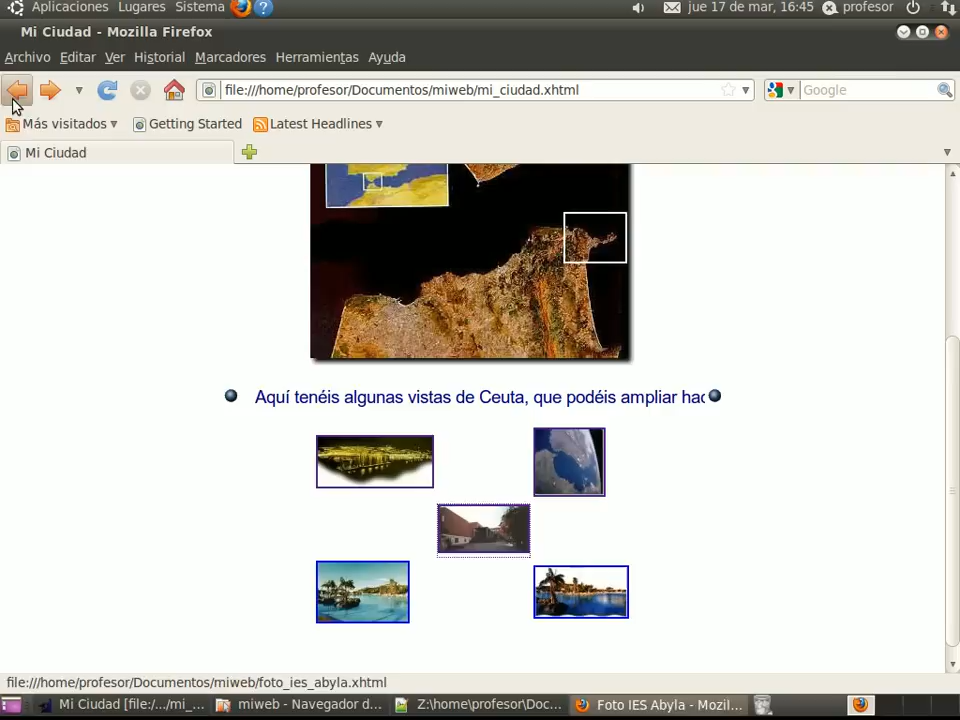 Aplicaciones Lugares Sistema ? jue 17 de mar, 16:45 profesor
Mi Ciudad - Mozilla Firefox
Archivo Editar Ver Historial Marcadores Herramientas Ayuda
file:///home/profesor/Documentos/miweb/mi_ciudad.xhtml Google
Más visitados Getting Started Latest Headlines
Mi Ciudad
Aquí tenéis algunas vistas de Ceuta, que podéis ampliar hac
file:///home/profesor/Documentos/miweb/foto_ies_abyla.xhtml
Mi Ciudad [file:/.../mi_... miweb - Navegador d... Z:\home\profesor\Doc... Foto IES Abyla - Mozil...